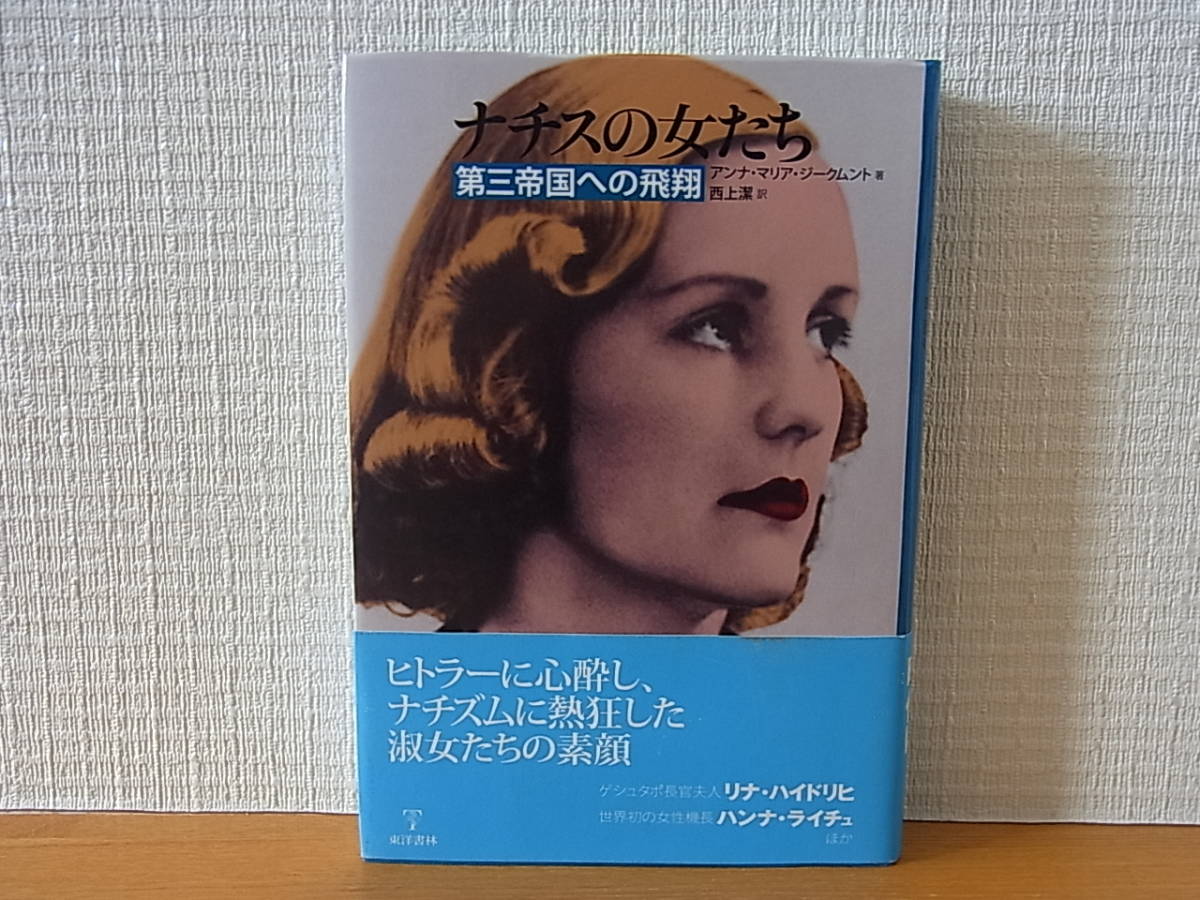 ナチスの女たち
第三帝国への飛翔
アンナ・マリア・ジークムント 著
西上潔 訳
ヒトラーに心酔し、
ナチズムに熱狂した
淑女たちの素顔
ゲシュタポ長官夫人 リナ・ハイドリヒ
世界初の女性機長 ハンナ・ライチュ
ほか
東洋書林